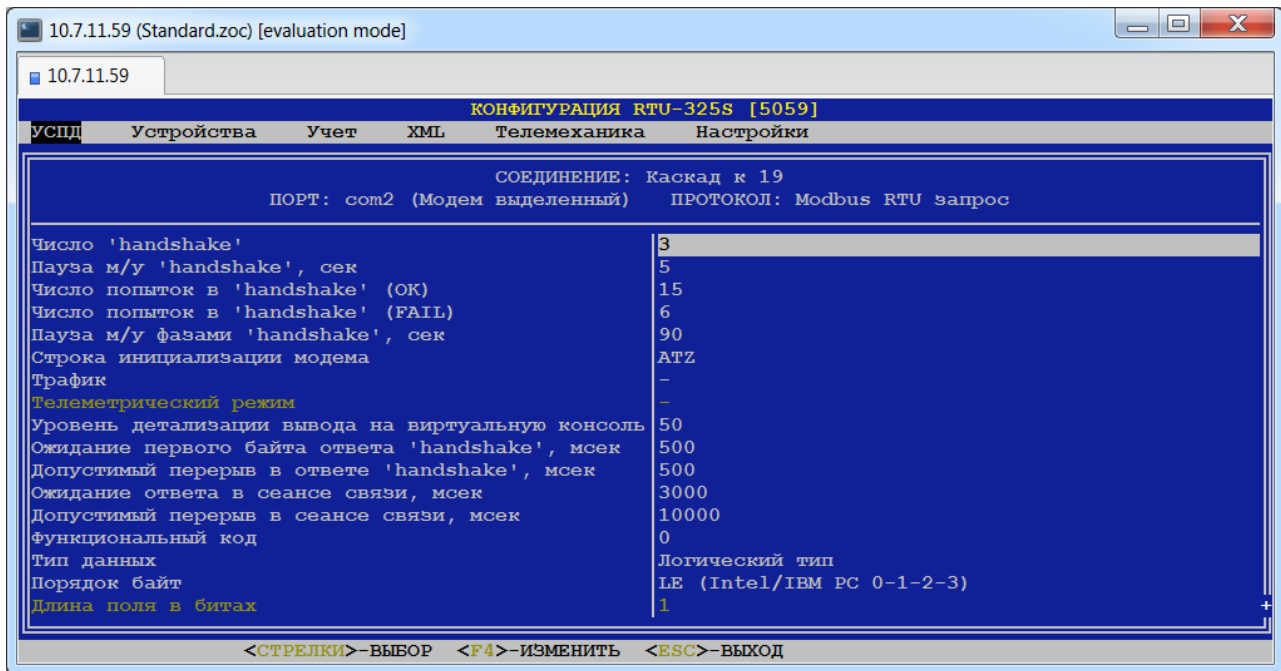 10.7.11.59 (Standard.zoc) [evaluation mode]
10.7.11.59
КОНФИГУРАЦИЯ RTU-325S [5059]
УСПД Устройства Учет XML Телемеханика Настройки
СОЕДИНЕНИЕ: Каскад к 19
ПОРТ: com2 (Модем выделенный) ПРОТОКОЛ: Modbus RTU запрос
Число 'handshake' 3
Пауза м/у 'handshake', сек 5
Число попыток в 'handshake' (OK) 15
Число попыток в 'handshake' (FAIL) 6
Пауза м/у фазами 'handshake', сек 90
Строка инициализации модема ATZ
Трафик -
Телеметрический режим -
Уровень детализации вывода на виртуальную консоль 50
Ожидание первого байта ответа 'handshake', мсек 500
Допустимый перерыв в ответе 'handshake', мсек 500
Ожидание ответа в сеансе связи, мсек 3000
Допустимый перерыв в сеансе связи, мсек 10000
Функциональный код 0
Тип данных Логический тип
Порядок байт LE (Intel/IBM PC 0-1-2-3)
Длина поля в битах 1 +
<СТРЕЛКИ>-ВЫБОР <F4>-ИЗМЕНИТЬ <ESC>-ВЫХОД